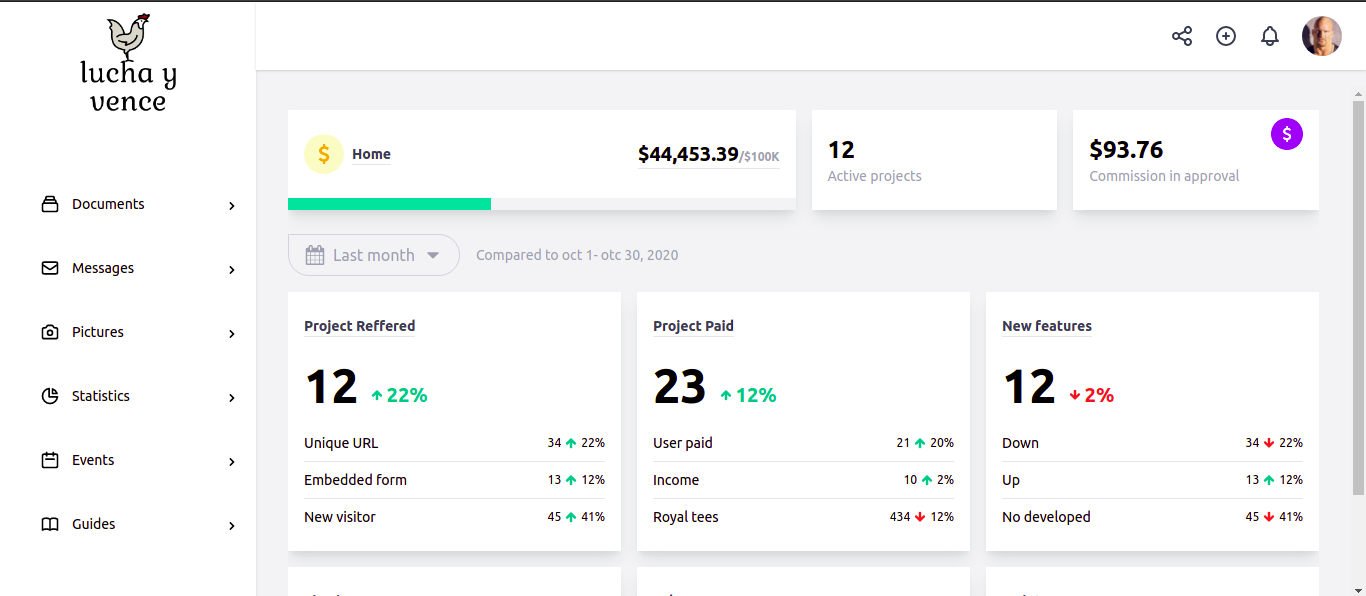 lucha y
vence
Documents
Messages
Pictures
Statistics
Events
Guides
$ Home $44,453.39/$100K
12
Active projects
$
$93.76
Commission in approval
Last month
Compared to oct 1- otc 30, 2020
Project Reffered
12 22%
Unique URL 34 22%
Embedded form 13 12%
New visitor 45 41%
Project Paid
23 12%
User paid 21 20%
Income 10 2%
Royal tees 434 12%
New features
12 2%
Down 34 22%
Up 13 12%
No developed 45 41%